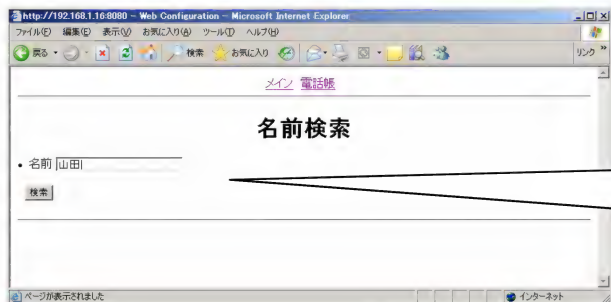 http://192.168.1.16:8080 - Web Configuration - Microsoft Internet Explorer
ファイル(F) 編集(E) 表示(V) お気に入り(A) ツール(T) ヘルプ(H)
戻る 検索 お気に入り リンク »
メイン 電話帳
名前検索
• 名前 山田
検索
ページが表示されました インターネット